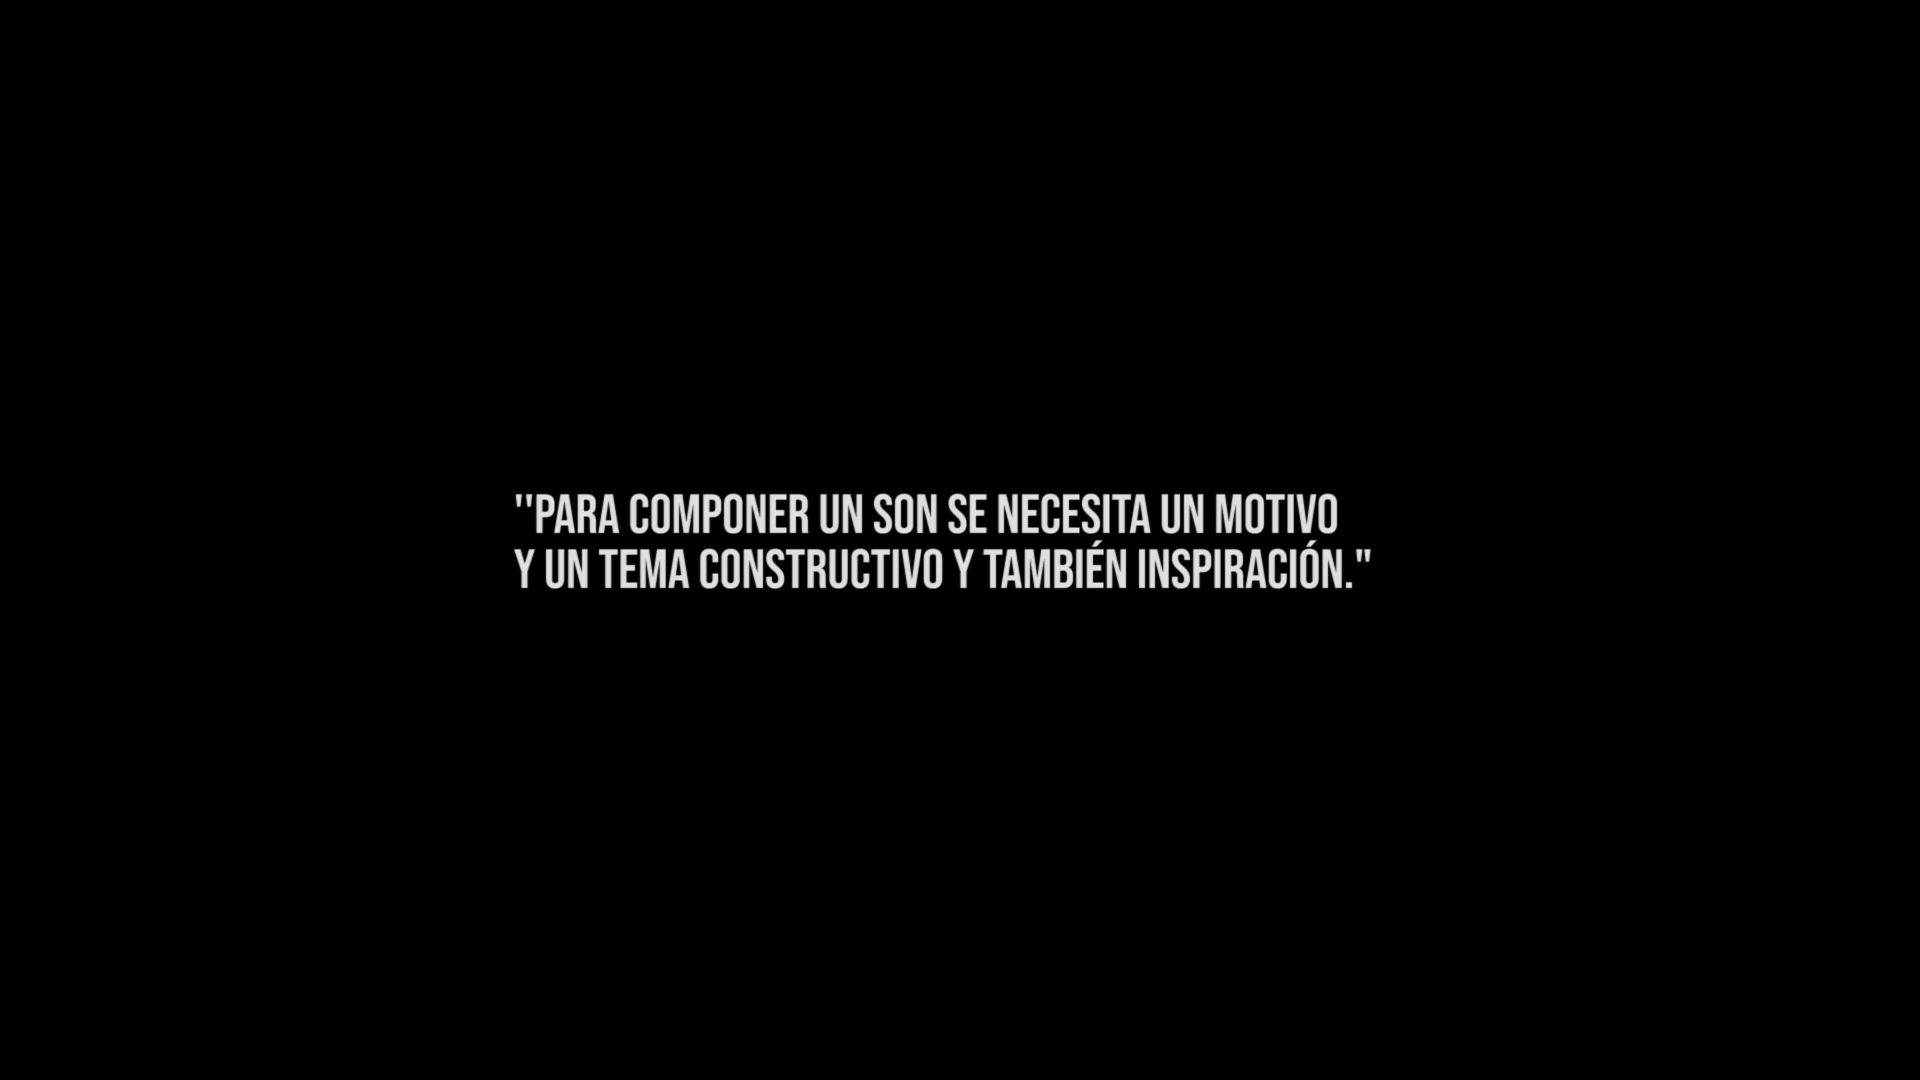 ''PARA COMPONER UN SON SE NECESITA UN MOTIVO
Y UN TEMA CONSTRUCTIVO Y TAMBIÉN INSPIRACIÓN."